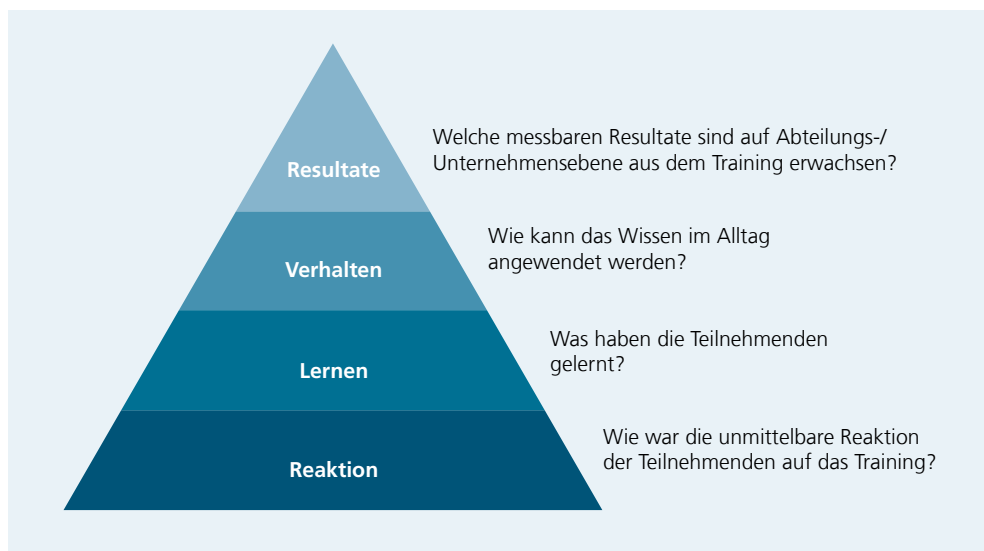 Resultate
Welche messbaren Resultate sind auf Abteilungs-/
Unternehmensebene aus dem Training erwachsen?
Verhalten
Wie kann das Wissen im Alltag
angewendet werden?
Lernen
Was haben die Teilnehmenden
gelernt?
Reaktion
Wie war die unmittelbare Reaktion
der Teilnehmenden auf das Training?